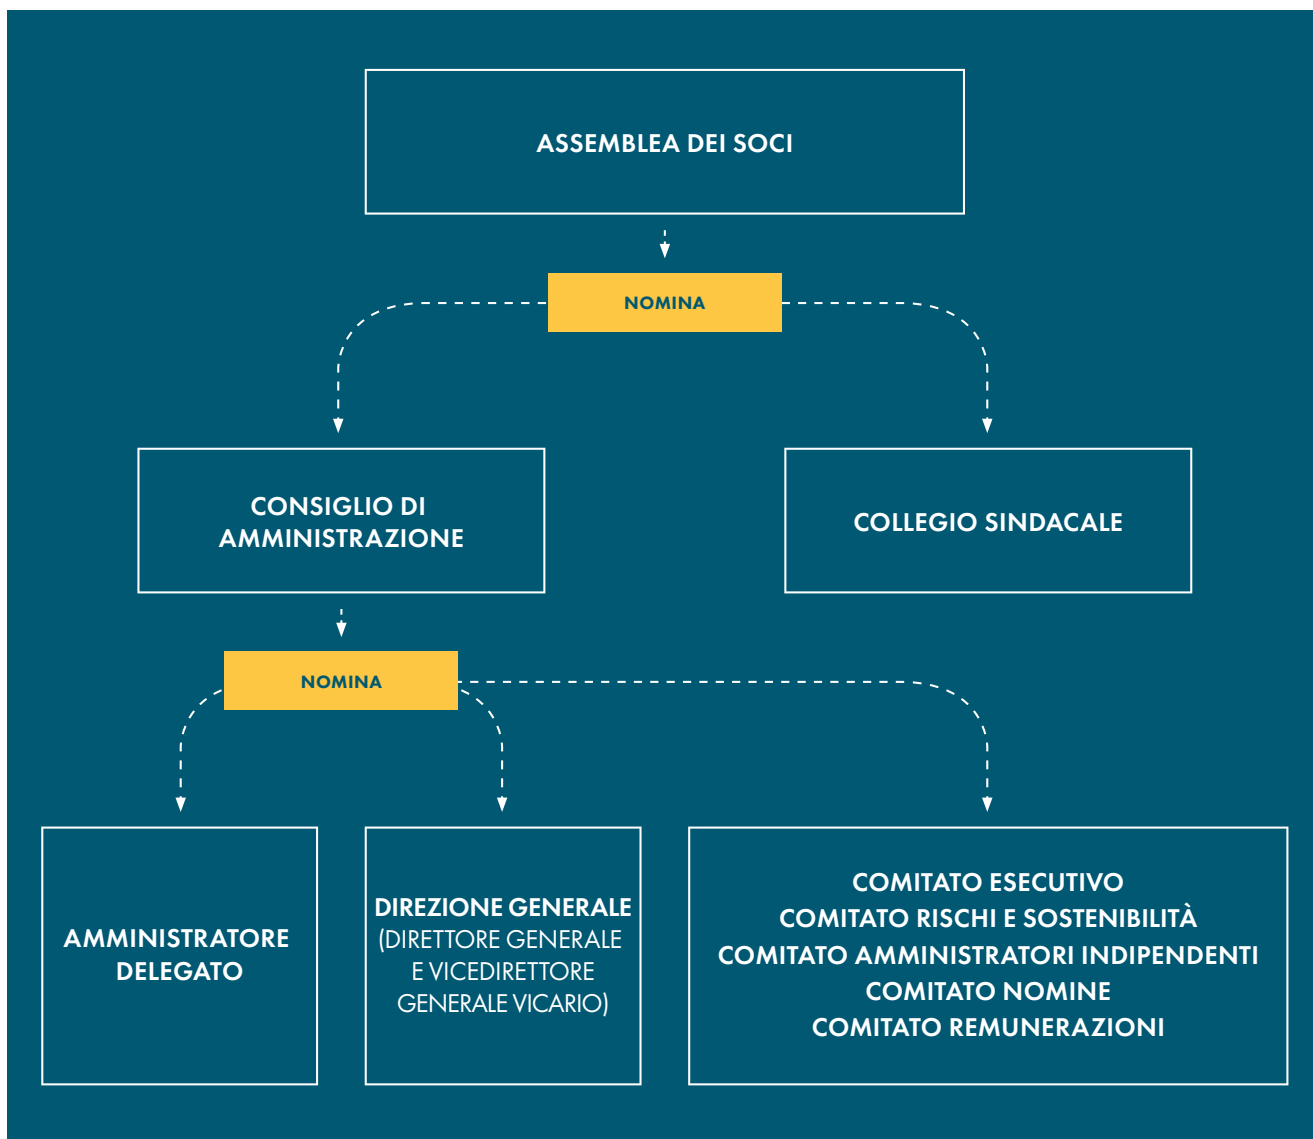 ASSEMBLEA DEI SOCI
NOMINA
CONSIGLIO DI
AMMINISTRAZIONE
COLLEGIO SINDACALE
NOMINA
AMMINISTRATORE
DELEGATO
DIREZIONE GENERALE
(DIRETTORE GENERALE
E VICEDIRETTORE
GENERALE VICARIO)
COMITATO ESECUTIVO
COMITATO RISCHI E SOSTENIBILITÀ
COMITATO AMMINISTRATORI INDIPENDENTI
COMITATO NOMINE
COMITATO REMUNERAZIONI